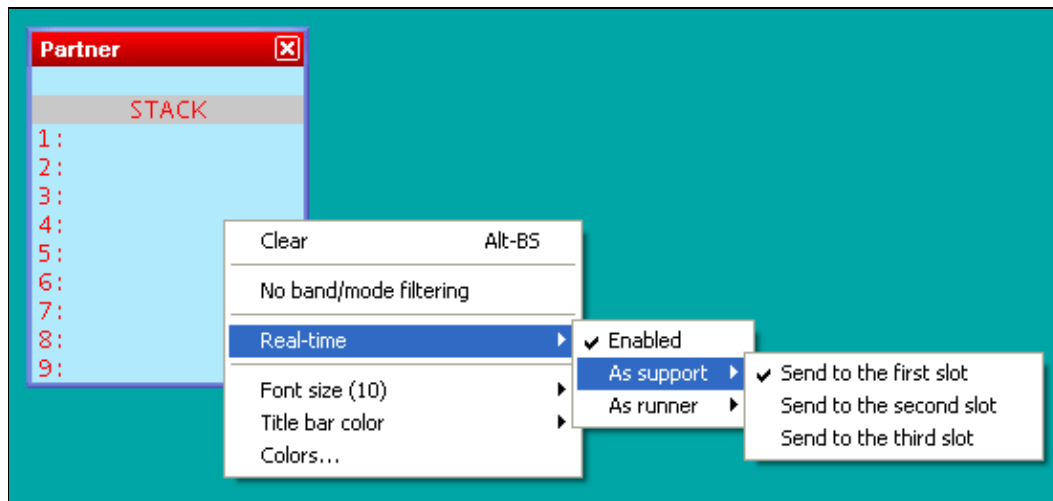 Partner
STACK
1:
2:
3:
4:
5:
6:
7:
8:
9:
Clear Alt-BS
No band/mode filtering
Real-time
Font size (10)
Title bar color
Colors...
Enabled
As support
As runner
Send to the first slot
Send to the second slot
Send to the third slot